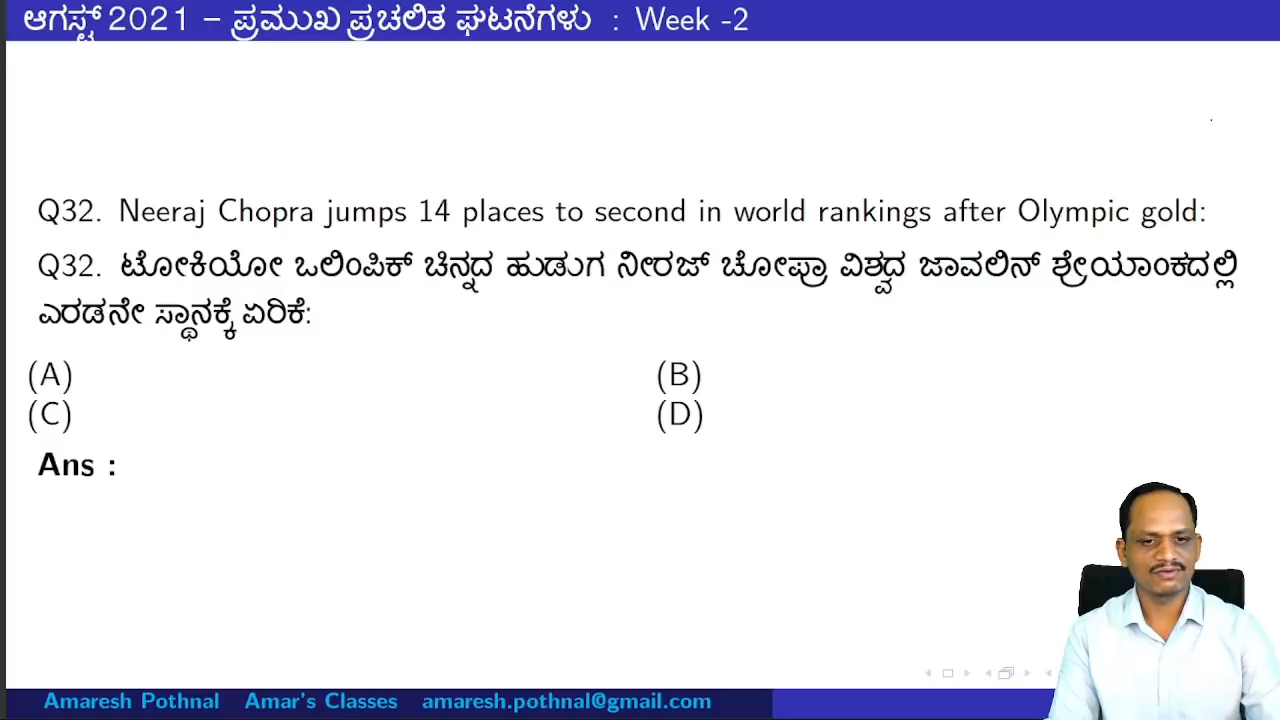 ಆಗಸ್ಟ್ 2021 – ಪ್ರಮುಖ ಪ್ರಚಲಿತ ಘಟನೆಗಳು : Week -2
Q32. Neeraj Chopra jumps 14 places to second in world rankings after Olympic gold:
Q32. ಟೋಕಿಯೋ ಒಲಿಂಪಿಕ್ ಚಿನ್ನದ ಹುಡುಗ ನೀರಜ್ ಚೋಪ್ರಾ ವಿಶ್ವದ ಜಾವಲಿನ್ ಶ್ರೇಯಾಂಕದಲ್ಲಿ
ಎರಡನೇ ಸ್ಥಾನಕ್ಕೆ ಏರಿಕೆ:
(A) (B)
(C) (D)
Ans :
Amaresh Pothnal Amar's Classes amaresh.pothnal@gmail.com